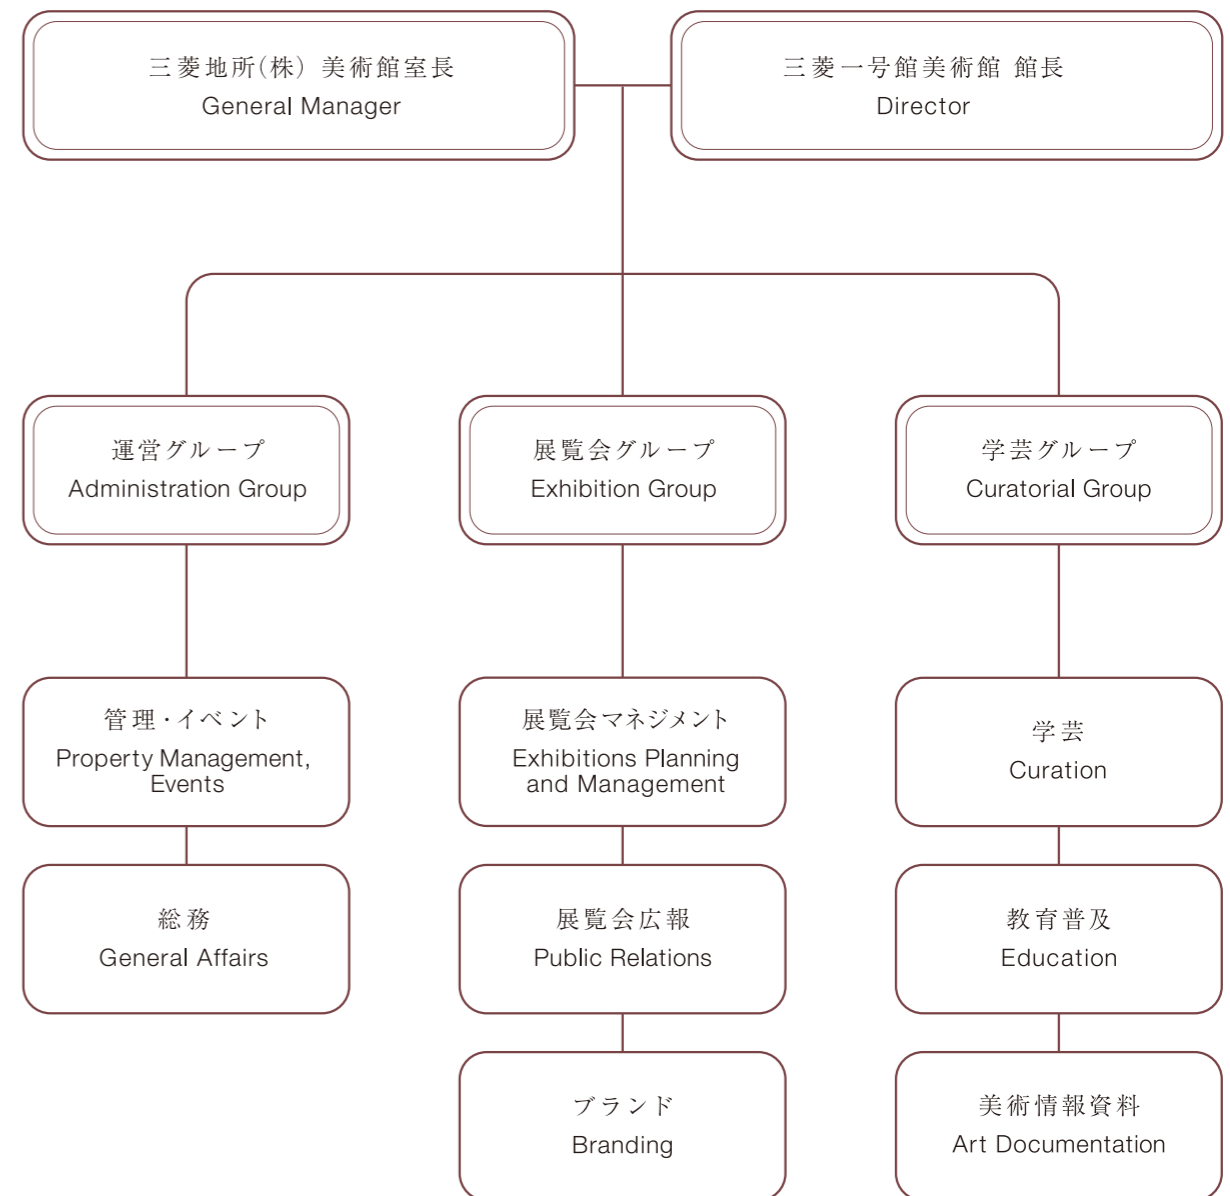 三菱地所(株) 美術館室長
General Manager
三菱一号館美術館 館長
Director
運営グループ
Administration Group
展覧会グループ
Exhibition Group
学芸グループ
Curatorial Group
管理・イベント
Property Management,
Events
展覧会マネジメント
Exhibitions Planning
and Management
学芸
Curation
総務
General Affairs
展覧会広報
Public Relations
教育普及
Education
ブランド
Branding
美術情報資料
Art Documentation